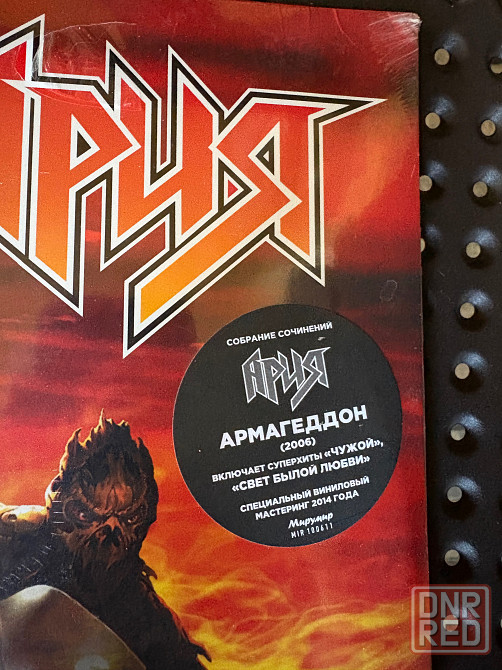 АРИЯ
СОБРАНИЕ СОЧИНЕНИЙ
АРИЯ
АРМАГЕДДОН
(2006)
ВКЛЮЧАЕТ СУПЕРХИТЫ «ЧУЖОЙ»,
«СВЕТ БЫЛОЙ ЛЮБВИ»
СПЕЦИАЛЬНЫЙ ВИНИЛОВЫЙ
МАСТЕРИНГ 2014 ГОДА
Мирумир
MIR 100611
DNR
RED